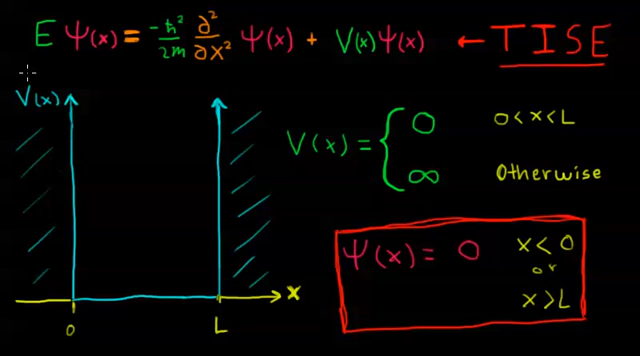 E Ψ(x) = -ħ²/2m ∂²/∂x² Ψ(x) + V(x)Ψ(x) ← TISE
V(x)
V(x) = { 0 0 < x < L
∞ Otherwise
Ψ(x) = 0 x < 0
or
x > L
x
0 L